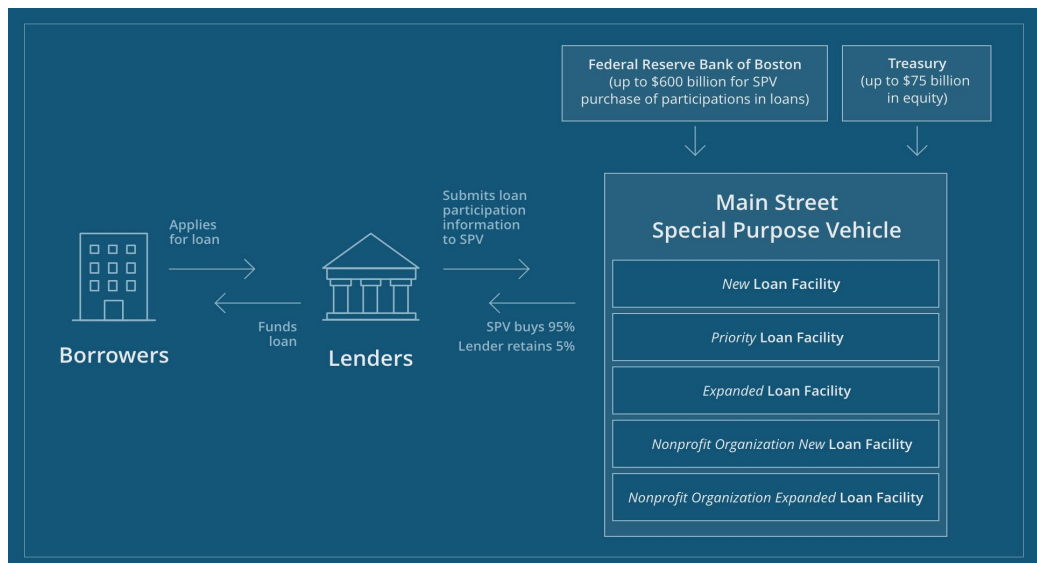 Federal Reserve Bank of Boston
(up to $600 billion for SPV
purchase of participations in loans)
Treasury
(up to $75 billion
in equity)
Applies
for loan
Funds
loan
Borrowers
Submits loan
participation
information
to SPV
SPV buys 95%
Lender retains 5%
Lenders
Main Street
Special Purpose Vehicle
New Loan Facility
Priority Loan Facility
Expanded Loan Facility
Nonprofit Organization New Loan Facility
Nonprofit Organization Expanded Loan Facility